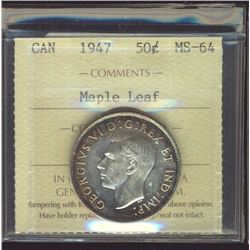 CAN 1947 50¢ MS-64
COMMENTS
Maple Leaf
GEORGIVS VI D:G:REX ET IND:IMP:
Tampering with
above opinion.
Have holder
seal not intact.